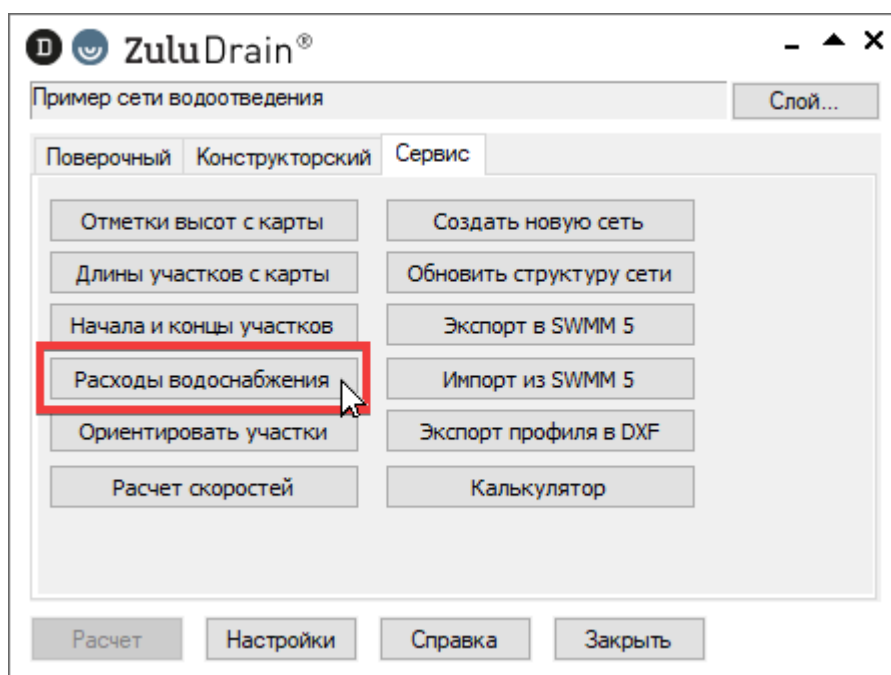 D ZuluDrain®
Пример сети водоотведения
Слой...
Поверочный Конструкторский Сервис
Отметки высот с карты Создать новую сеть
Длины участков с карты Обновить структуру сети
Начала и концы участков Экспорт в SWMM 5
Расходы водоснабжения Импорт из SWMM 5
Ориентировать участки Экспорт профиля в DXF
Расчет скоростей Калькулятор
Расчет Настройки Справка Закрыть